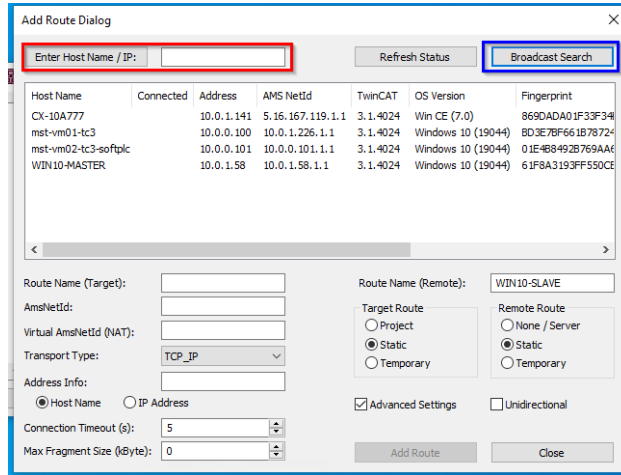 Add Route Dialog
Enter Host Name / IP: Refresh Status Broadcast Search
Host Name Connected Address AMS NetId TwinCAT OS Version Fingerprint
CX-10A777 10.0.1.141 5.16.167.119.1.1 3.1.4024 Win CE (7.0) 869DADA01F33F34
mst-vm01-tc3 10.0.0.100 10.0.1.226.1.1 3.1.4024 Windows 10 (19044) BD3E7BF661B78724
mst-vm02-tc3-softplc 10.0.0.101 10.0.0.101.1.1 3.1.4024 Windows 10 (19044) 01E4B8492B769AA6
WIN10-MASTER 10.0.1.58 10.0.1.58.1.1 3.1.4024 Windows 10 (19044) 61F8A3193FF550CE
Route Name (Target): Route Name (Remote): WIN10-SLAVE
AmsNetId: Target Route Remote Route
Project None / Server
Virtual AmsNetId (NAT): Static Static
Transport Type: TCP_IP Temporary Temporary
Address Info:
Host Name IP Address Advanced Settings Unidirectional
Connection Timeout (s): 5
Max Fragment Size (kByte): 0 Add Route Close